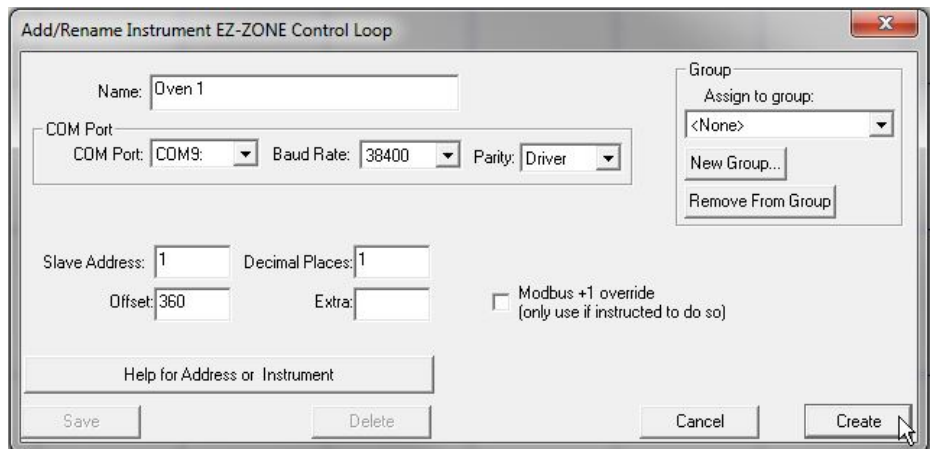 Add/Rename Instrument EZ-ZONE Control Loop
Name: Oven 1
Group
Assign to group:
<None>
New Group...
Remove From Group
COM Port
COM Port: COM9: Baud Rate: 38400 Parity: Driver
Slave Address: 1 Decimal Places: 1
Offset: 360 Extra:
Modbus +1 override
(only use if instructed to do so)
Help for Address or Instrument
Save Delete Cancel Create